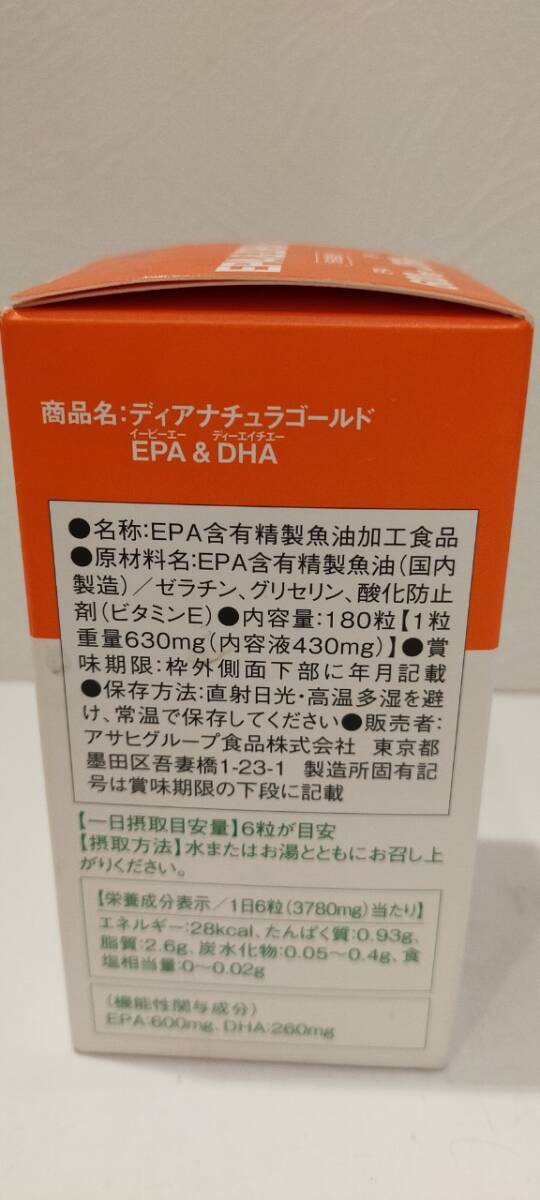 EPA&
商品名:ディアナチュラゴールド
イーピーエー ディーエイチエー
EPA & DHA
●名称:EPA含有精製魚油加工食品
●原材料名:EPA含有精製魚油(国内
製造)/ゼラチン、グリセリン、酸化防止
剤(ビタミンE)●内容量:180粒【1粒
重量630mg(内容液430mg)】●賞
味期限:枠外側面下部に年月記載
●保存方法:直射日光・高温多湿を避
け、常温で保存してください●販売者:
アサヒグループ食品株式会社 東京都
墨田区吾妻橋1-23-1 製造所固有記
号は賞味期限の下段に記載
【一日摂取目安量】6粒が目安
【摂取方法】水またはお湯とともにお召し上
がりください。
【栄養成分表示/1日6粒(3780mg)当たり】
エネルギー:28kcal、たんぱく質:0.93g、
脂質:2.6g、炭水化物:0.05〜0.4g、食
塩相当量:0〜0.02g
(機能性関与成分)
EPA:600mg、DHA:260mg